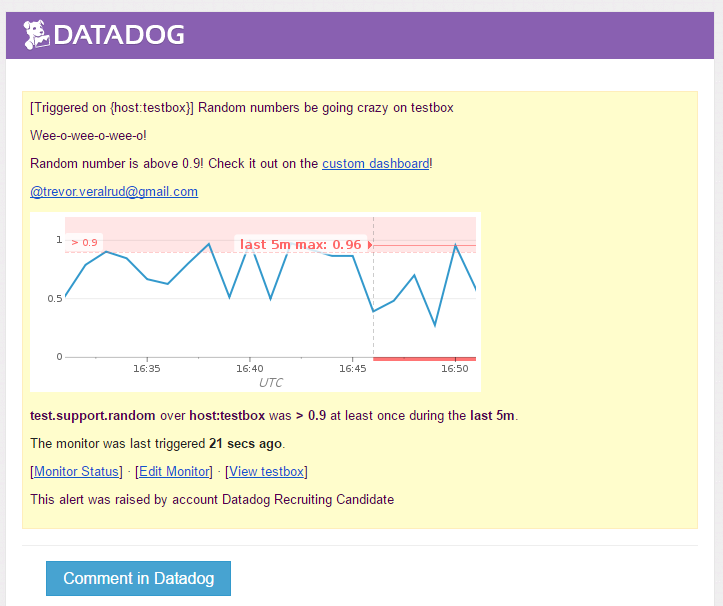 DATADOG
[Triggered on {host:testbox}] Random numbers be going crazy on testbox
Wee-o-wee-o-wee-o!
Random number is above 0.9! Check it out on the custom dashboard!
@trevor.veralrud@gmail.com
1
> 0.9
last 5m max: 0.96
0.5
0
16:35 16:40 16:45 16:50
UTC
test.support.random over host:testbox was > 0.9 at least once during the last 5m.
The monitor was last triggered 21 secs ago.
[Monitor Status] · [Edit Monitor] · [View testbox]
This alert was raised by account Datadog Recruiting Candidate
Comment in Datadog